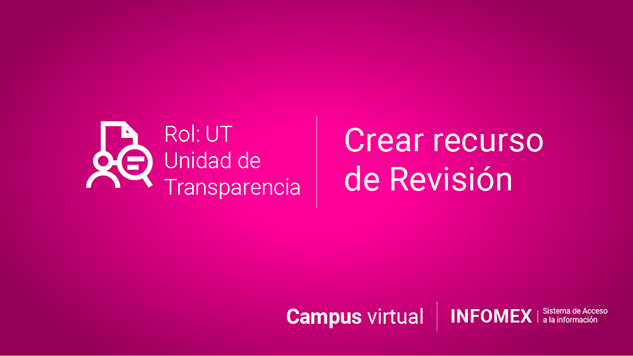 Rol: UT
Unidad de
Transparencia
Crear recurso
de Revisión
Campus virtual
INFOMEX
Sistema de Acceso
a la información